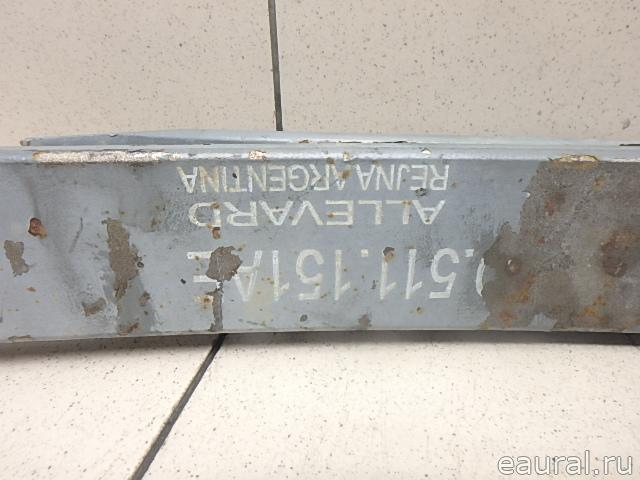 .511.151AE
ALLEVARD
REJNA ARGENTINA
eaural.ru